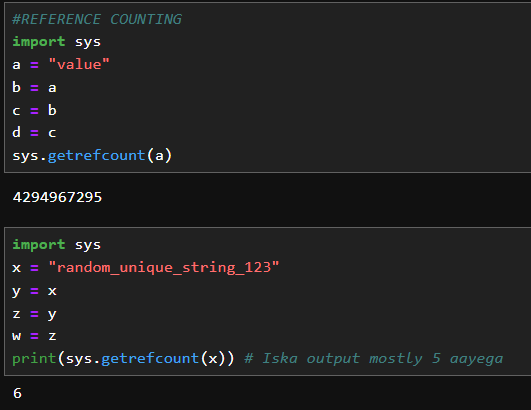 #REFERENCE COUNTING
import sys
a = "value"
b = a
c = b
d = c
sys.getrefcount(a)
4294967295
import sys
x = "random_unique_string_123"
y = x
z = y
w = z
print(sys.getrefcount(x)) # Iska output mostly 5 aayega
6